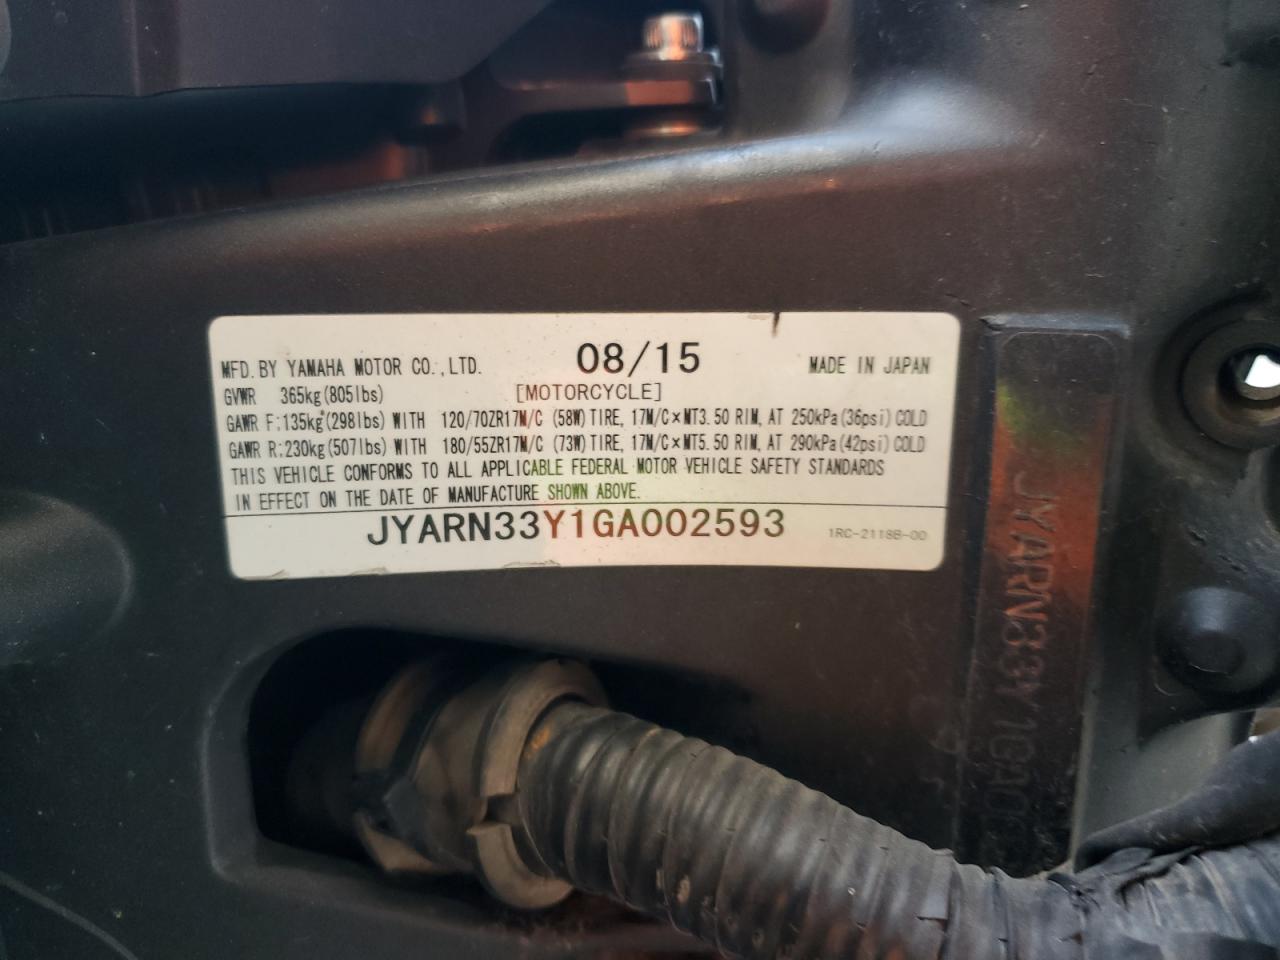 MFD. BY YAMAHA MOTOR CO., LTD. 08/15 MADE IN JAPAN
GVWR 365kg(805lbs) [MOTORCYCLE]
GAWR F:135kg(298lbs) WITH 120/70ZR17M/C (58W) TIRE, 17M/C×MT3.50 RIM, AT 250kPa(36psi) COLD
GAWR R:230kg(507lbs) WITH 180/55ZR17M/C (73W) TIRE, 17M/C×MT5.50 RIM, AT 290kPa(42psi) COLD
THIS VEHICLE CONFORMS TO ALL APPLICABLE FEDERAL MOTOR VEHICLE SAFETY STANDARDS
IN EFFECT ON THE DATE OF MANUFACTURE SHOWN ABOVE.
JYARN33Y1GA002593 1RC-2118B-00
JYARN33Y1GA00